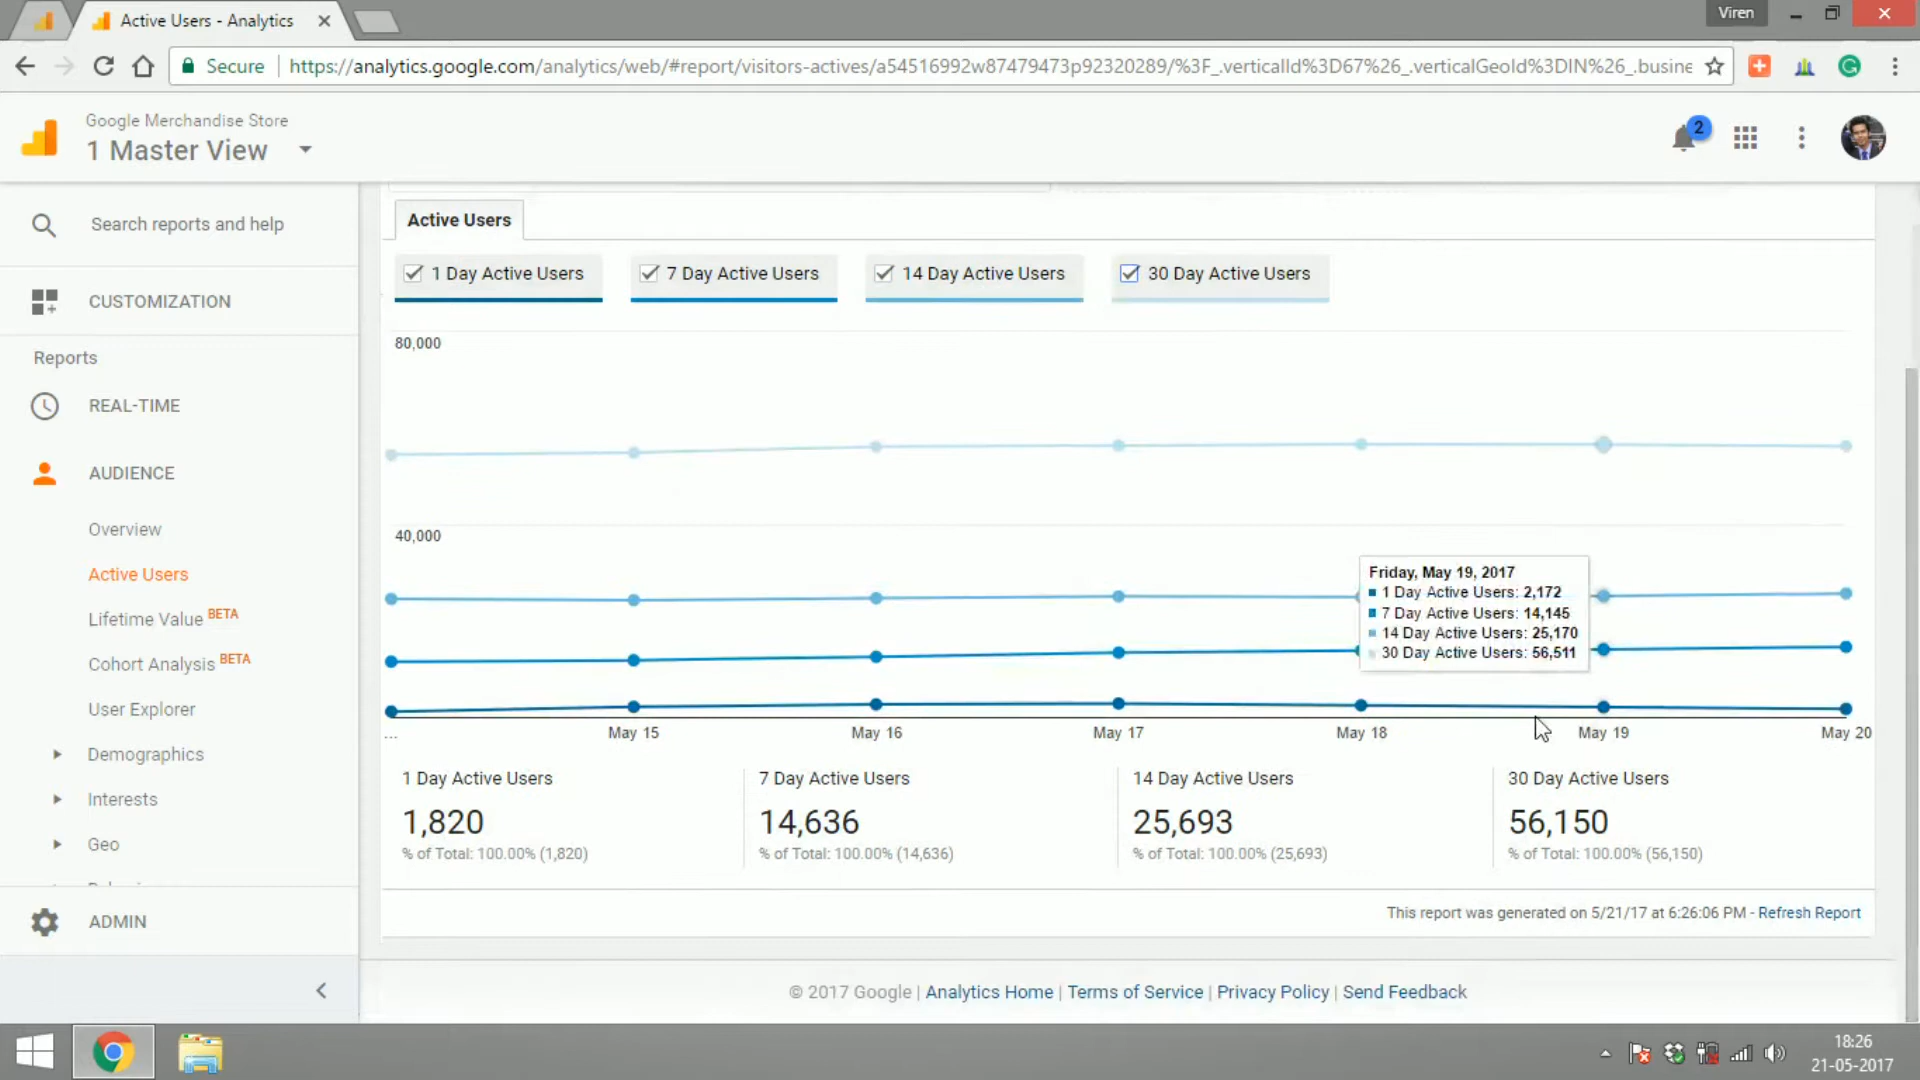 Active Users - Analytics
Viren
Secure
https://analytics.google.com/analytics/web/#report/visitors-actives/a54516992w87479473p92320289/%3F_.verticalId%3D67%26_.verticalGeoId%3DIN%26_.busine
Google Merchandise Store
1 Master View
2
Search reports and help
CUSTOMIZATION
Reports
REAL-TIME
AUDIENCE
Overview
Active Users
Lifetime Value BETA
Cohort Analysis BETA
User Explorer
Demographics
Interests
Geo
ADMIN
Active Users
1 Day Active Users
7 Day Active Users
14 Day Active Users
30 Day Active Users
80,000
40,000
Friday, May 19, 2017
1 Day Active Users: 2,172
7 Day Active Users: 14,145
14 Day Active Users: 25,170
30 Day Active Users: 56,511
...
May 15
May 16
May 17
May 18
May 19
May 20
1 Day Active Users
1,820
% of Total: 100.00% (1,820)
7 Day Active Users
14,636
% of Total: 100.00% (14,636)
14 Day Active Users
25,693
% of Total: 100.00% (25,693)
30 Day Active Users
56,150
% of Total: 100.00% (56,150)
This report was generated on 5/21/17 at 6:26:06 PM - Refresh Report
© 2017 Google | Analytics Home | Terms of Service | Privacy Policy | Send Feedback
18:26
21-05-2017